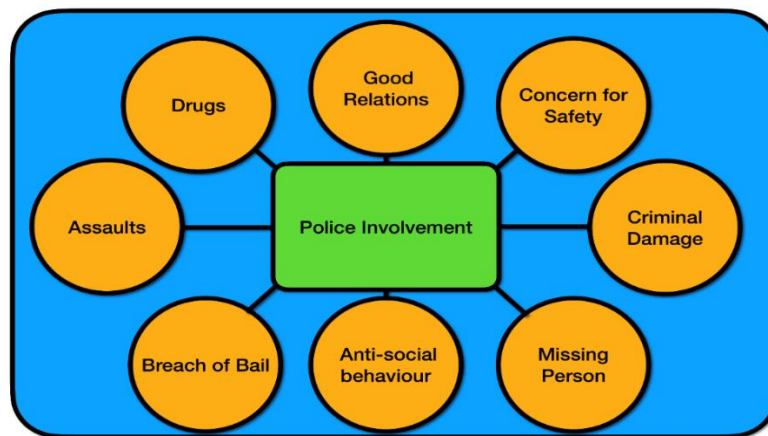 Good
Relations
Drugs
Concern for
Safety
Assaults
Police Involvement
Criminal
Damage
Breach of Bail
Anti-social
behaviour
Missing
Person